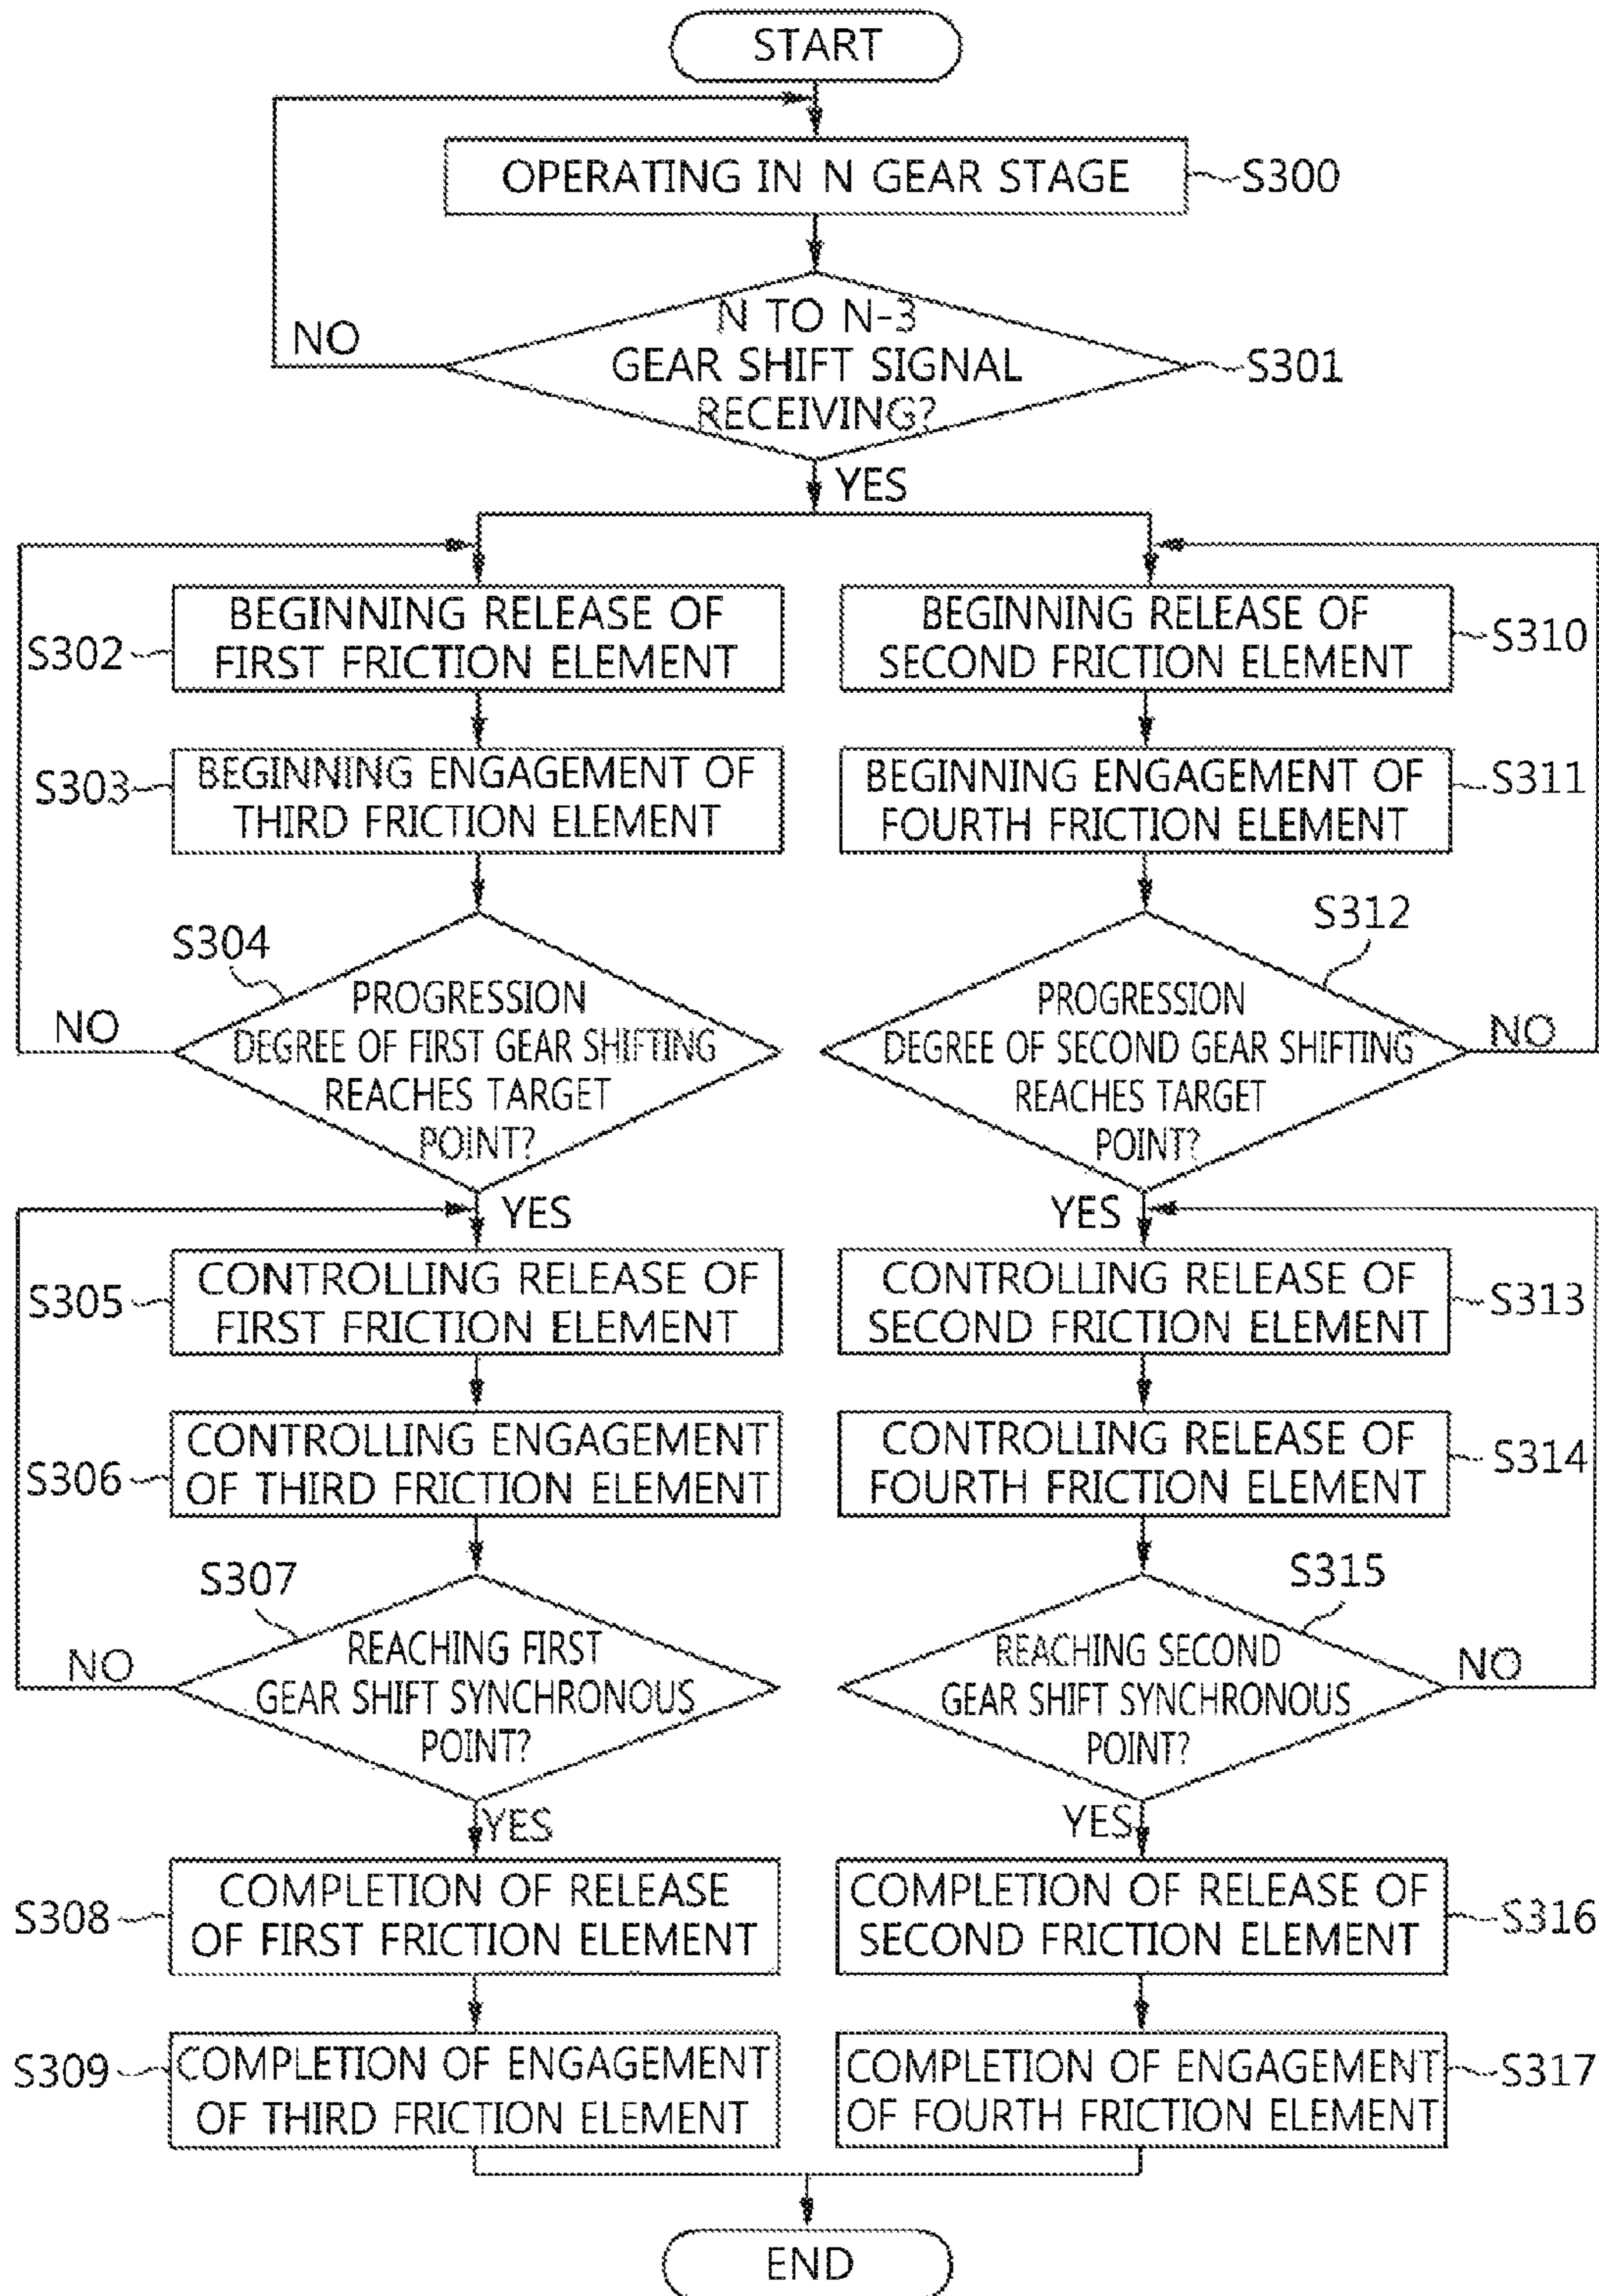 START
OPERATING IN N GEAR STAGE
S300
N TO N-3
GEAR SHIFT SIGNAL
RECEIVING?
S301
NO
YES
BEGINNING RELEASE OF
FIRST FRICTION ELEMENT
S302
BEGINNING ENGAGEMENT OF
THIRD FRICTION ELEMENT
S303
S304
PROGRESSION
DEGREE OF FIRST GEAR SHIFTING
REACHES TARGET
POINT?
NO
YES
CONTROLLING RELEASE OF
FIRST FRICTION ELEMENT
S305
CONTROLLING ENGAGEMENT
OF THIRD FRICTION ELEMENT
S306
S307
REACHING FIRST
GEAR SHIFT SYNCHRONOUS
POINT?
NO
YES
COMPLETION OF RELEASE
OF FIRST FRICTION ELEMENT
S308
COMPLETION OF ENGAGEMENT
OF THIRD FRICTION ELEMENT
S309
BEGINNING RELEASE OF
SECOND FRICTION ELEMENT
S310
BEGINNING ENGAGEMENT OF
FOURTH FRICTION ELEMENT
S311
S312
PROGRESSION
DEGREE OF SECOND GEAR SHIFTING
REACHES TARGET
POINT?
NO
YES
CONTROLLING RELEASE OF
SECOND FRICTION ELEMENT
S313
CONTROLLING RELEASE OF
FOURTH FRICTION ELEMENT
S314
S315
REACHING SECOND
GEAR SHIFT SYNCHRONOUS
POINT?
NO
YES
COMPLETION OF RELEASE OF
SECOND FRICTION ELEMENT
S316
COMPLETION OF ENGAGEMENT
OF FOURTH FRICTION ELEMENT
S317
END